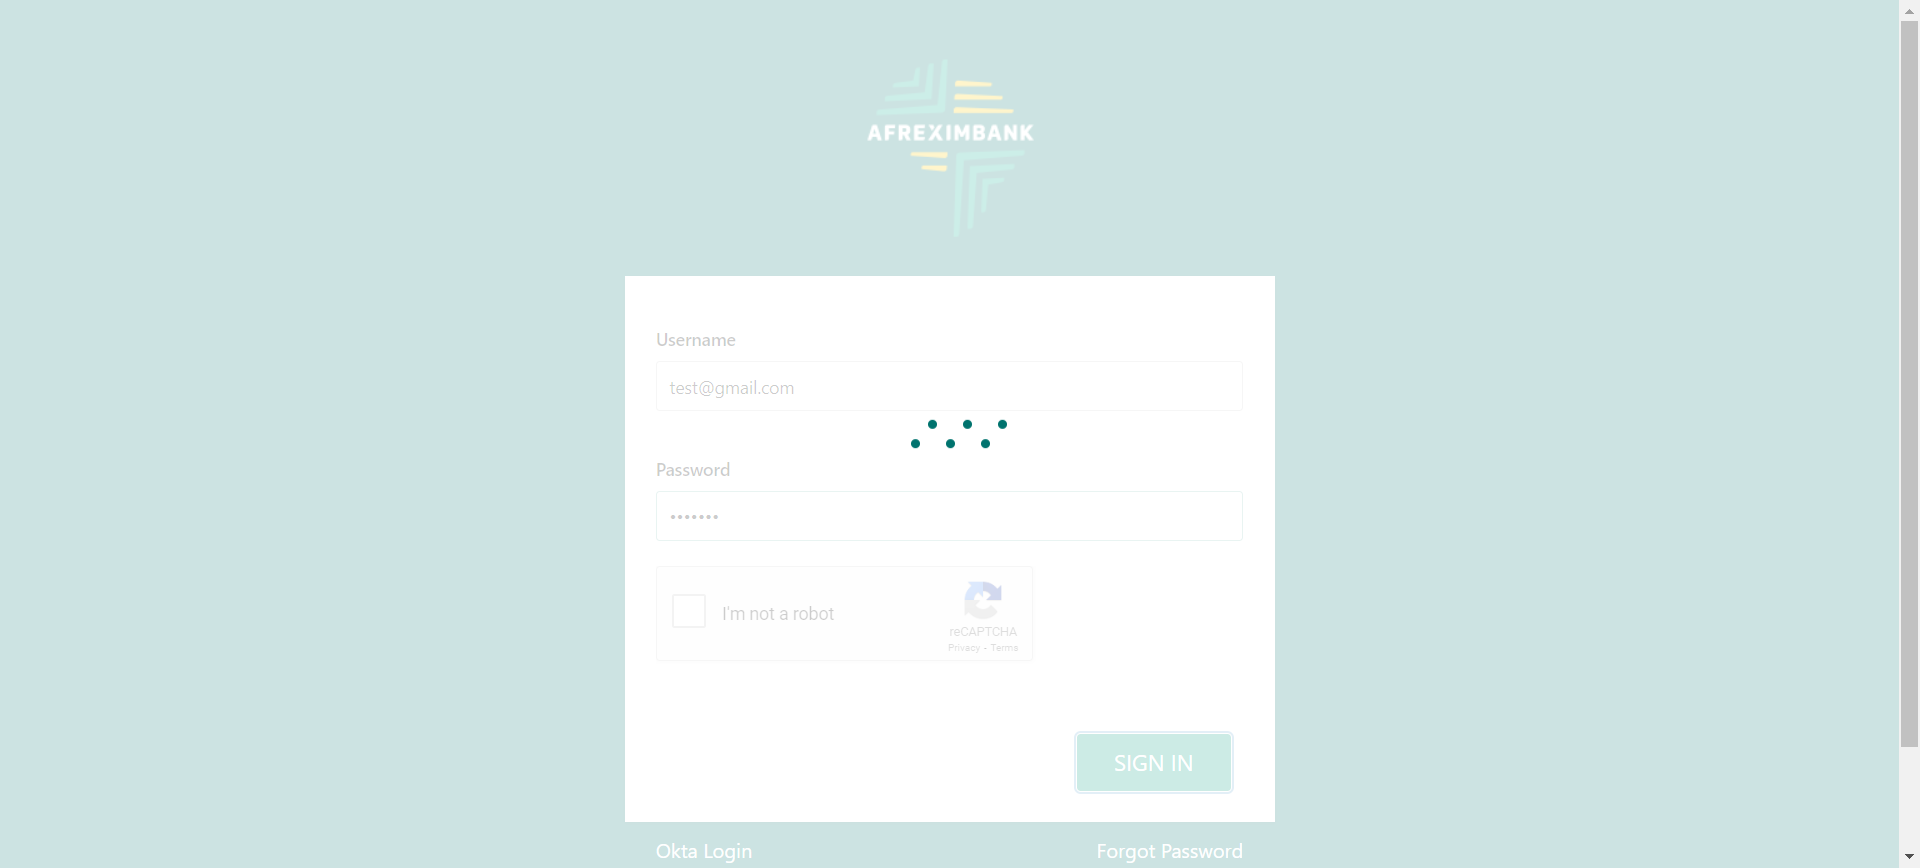 AFREXIMBANK
Username
test@gmail.com
Password
•••••••
I'm not a robot
reCAPTCHA
Privacy - Terms
SIGN IN
Okta Login
Forgot Password